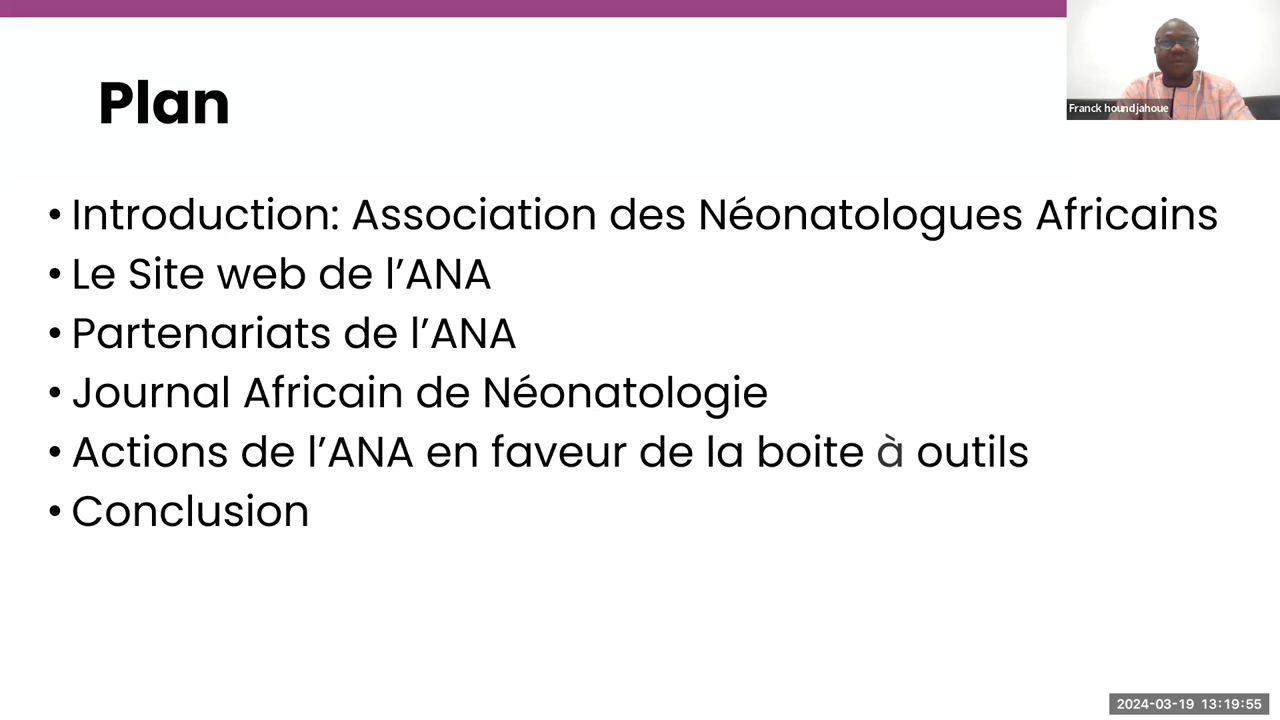 Plan
Franck houndjahoue
• Introduction: Association des Néonatologues Africains
• Le Site web de l’ANA
• Partenariats de l’ANA
• Journal Africain de Néonatologie
• Actions de l’ANA en faveur de la boite à outils
• Conclusion
2024-03-19 13:19:55